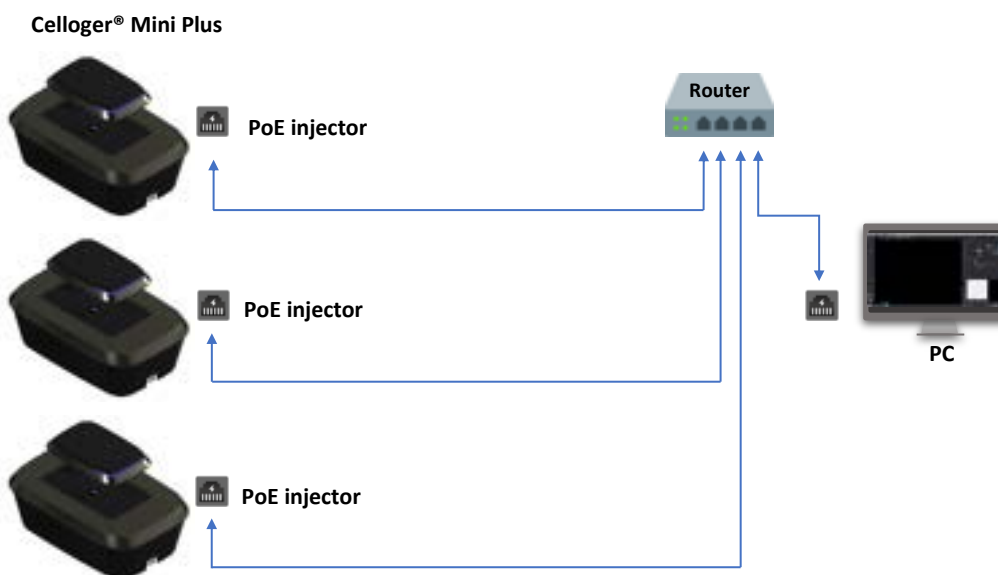 Celloger® Mini Plus
Router
PoE injector
PoE injector
PC
PoE injector